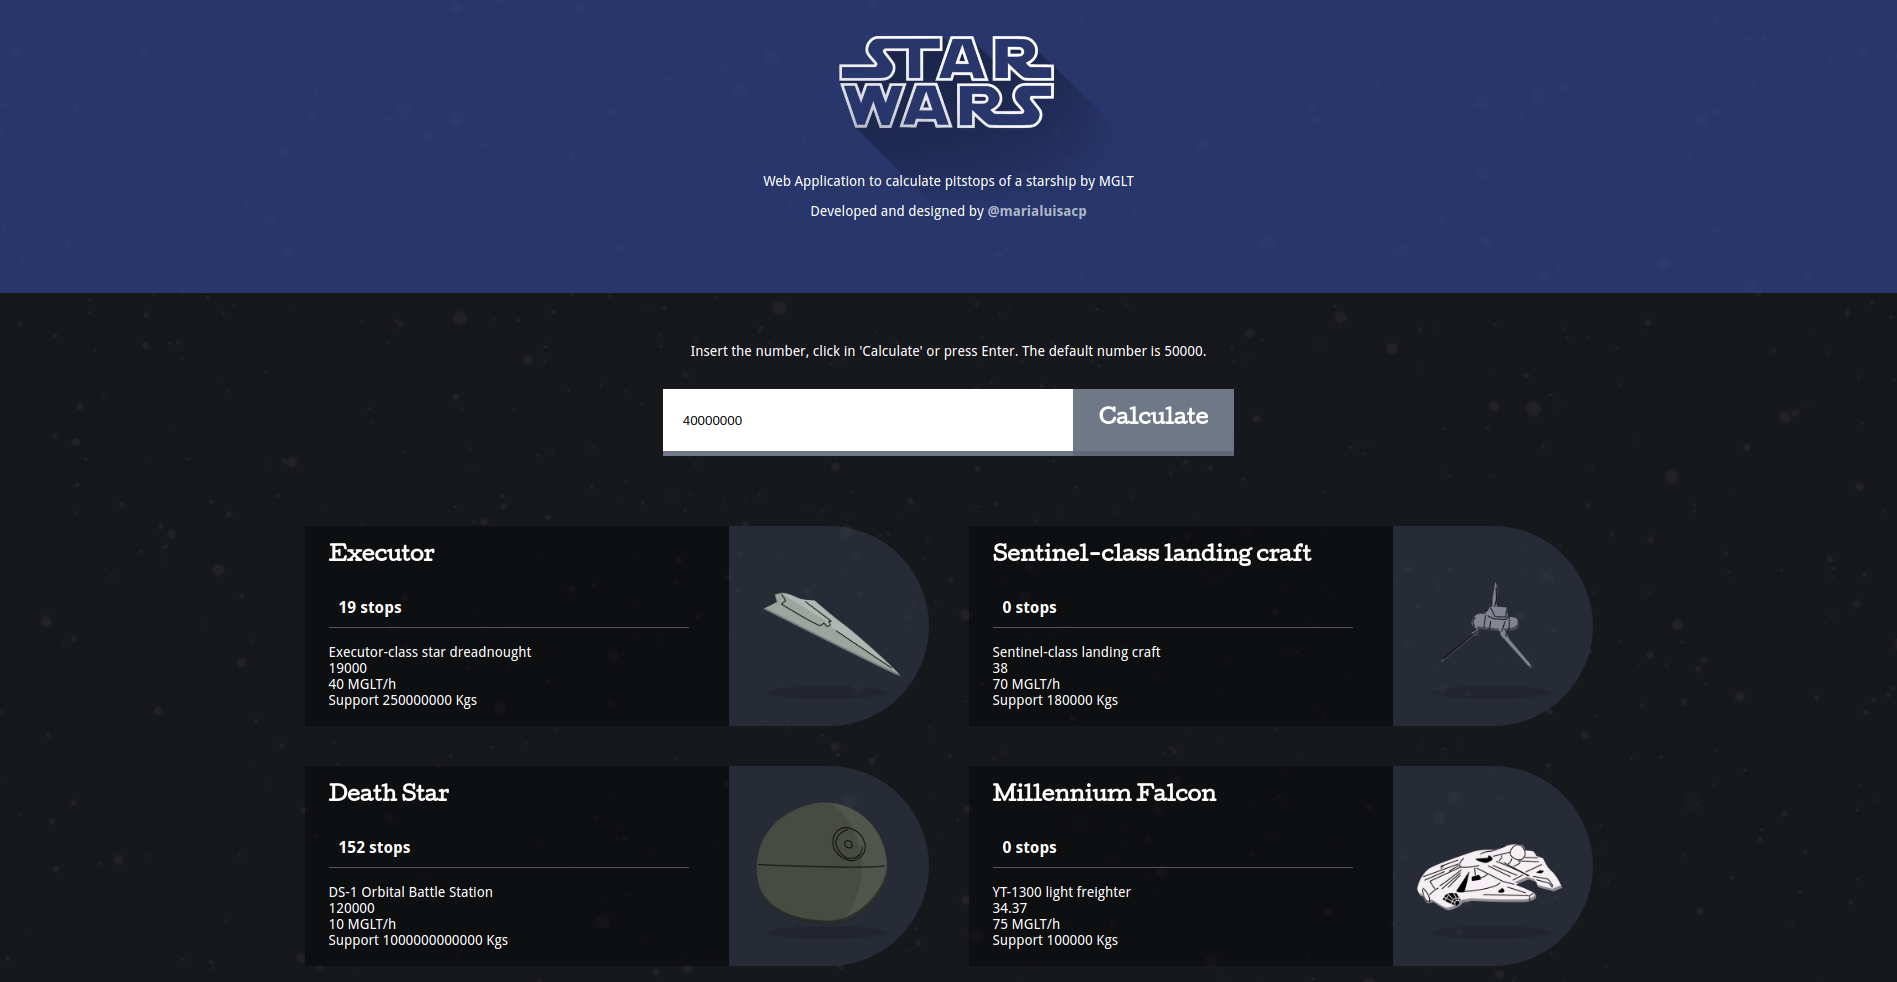 STAR
WARS
Web Application to calculate pitstops of a starship by MGLT
Developed and designed by @marialuisacp
Insert the number, click in 'Calculate' or press Enter. The default number is 50000.
40000000
Calculate
Executor
19 stops
Executor-class star dreadnought
19000
40 MGLT/h
Support 250000000 Kgs
Sentinel-class landing craft
0 stops
Sentinel-class landing craft
38
70 MGLT/h
Support 180000 Kgs
Death Star
152 stops
DS-1 Orbital Battle Station
120000
10 MGLT/h
Support 1000000000000 Kgs
Millennium Falcon
0 stops
YT-1300 light freighter
34.37
75 MGLT/h
Support 100000 Kgs